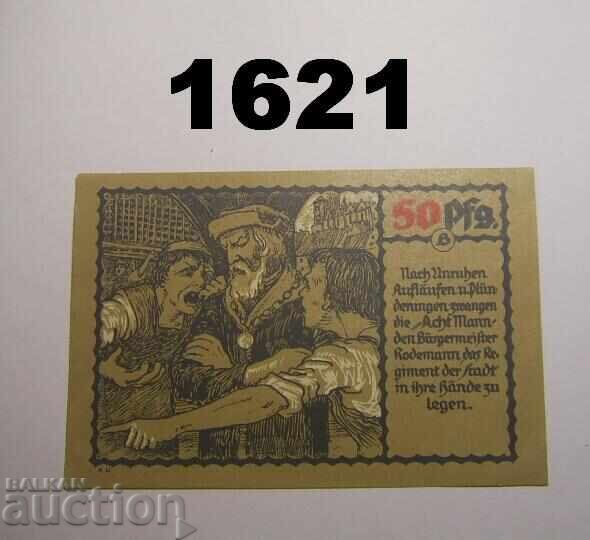 1621
50 Pfg.
B
Nach Unruhen
Aufläufen u. Plün-
derungen zwangen
die „Acht Mann“
den Bürgermeister
Rodemann das Re-
giment der Stadt
in ihre Hände zu
legen.
BALKAN
auction